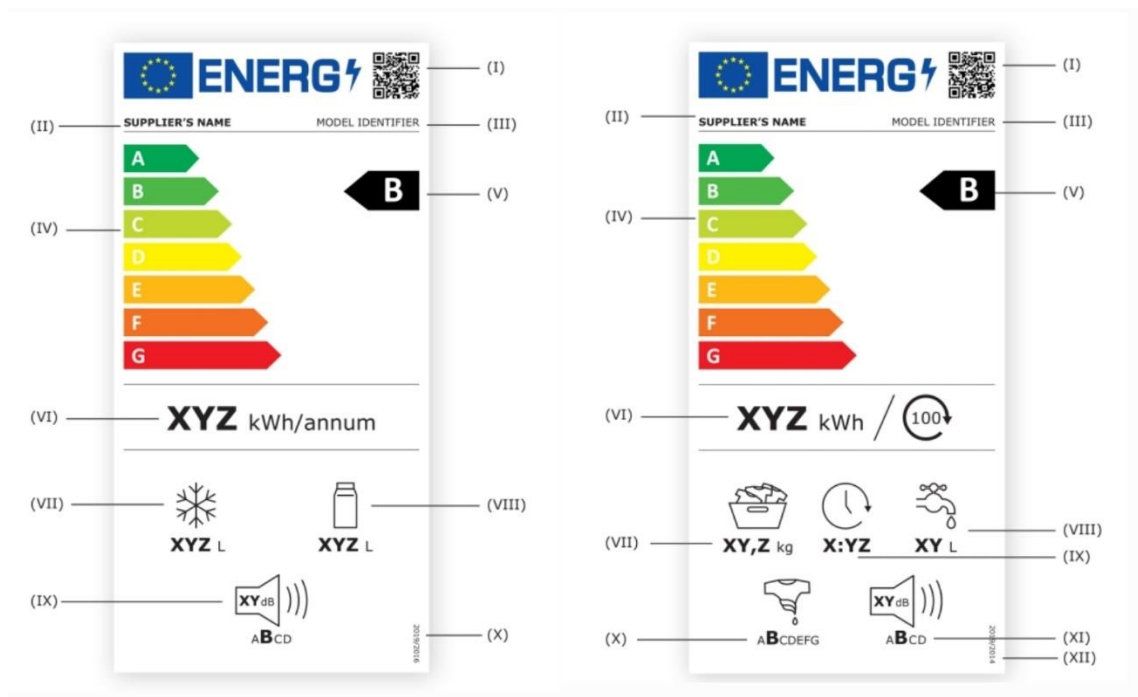 ENERG
(I)
(II)
SUPPLIER'S NAME
MODEL IDENTIFIER
(III)
A
B
B
(V)
(IV)
C
D
E
F
G
(VI)
XYZ kWh/annum
(VII)
(VIII)
XYZ L
XYZ L
(IX)
XY dB
ABCD
2019/2016
(X)
ENERG
(I)
(II)
SUPPLIER'S NAME
MODEL IDENTIFIER
(III)
A
B
B
(V)
(IV)
C
D
E
F
G
(VI)
XYZ kWh / 100
(VII)
XY,Z kg
X:YZ
XY L
(VIII)
(IX)
XY dB
(X)
ABCDEFG
ABCD
(XI)
(XII)